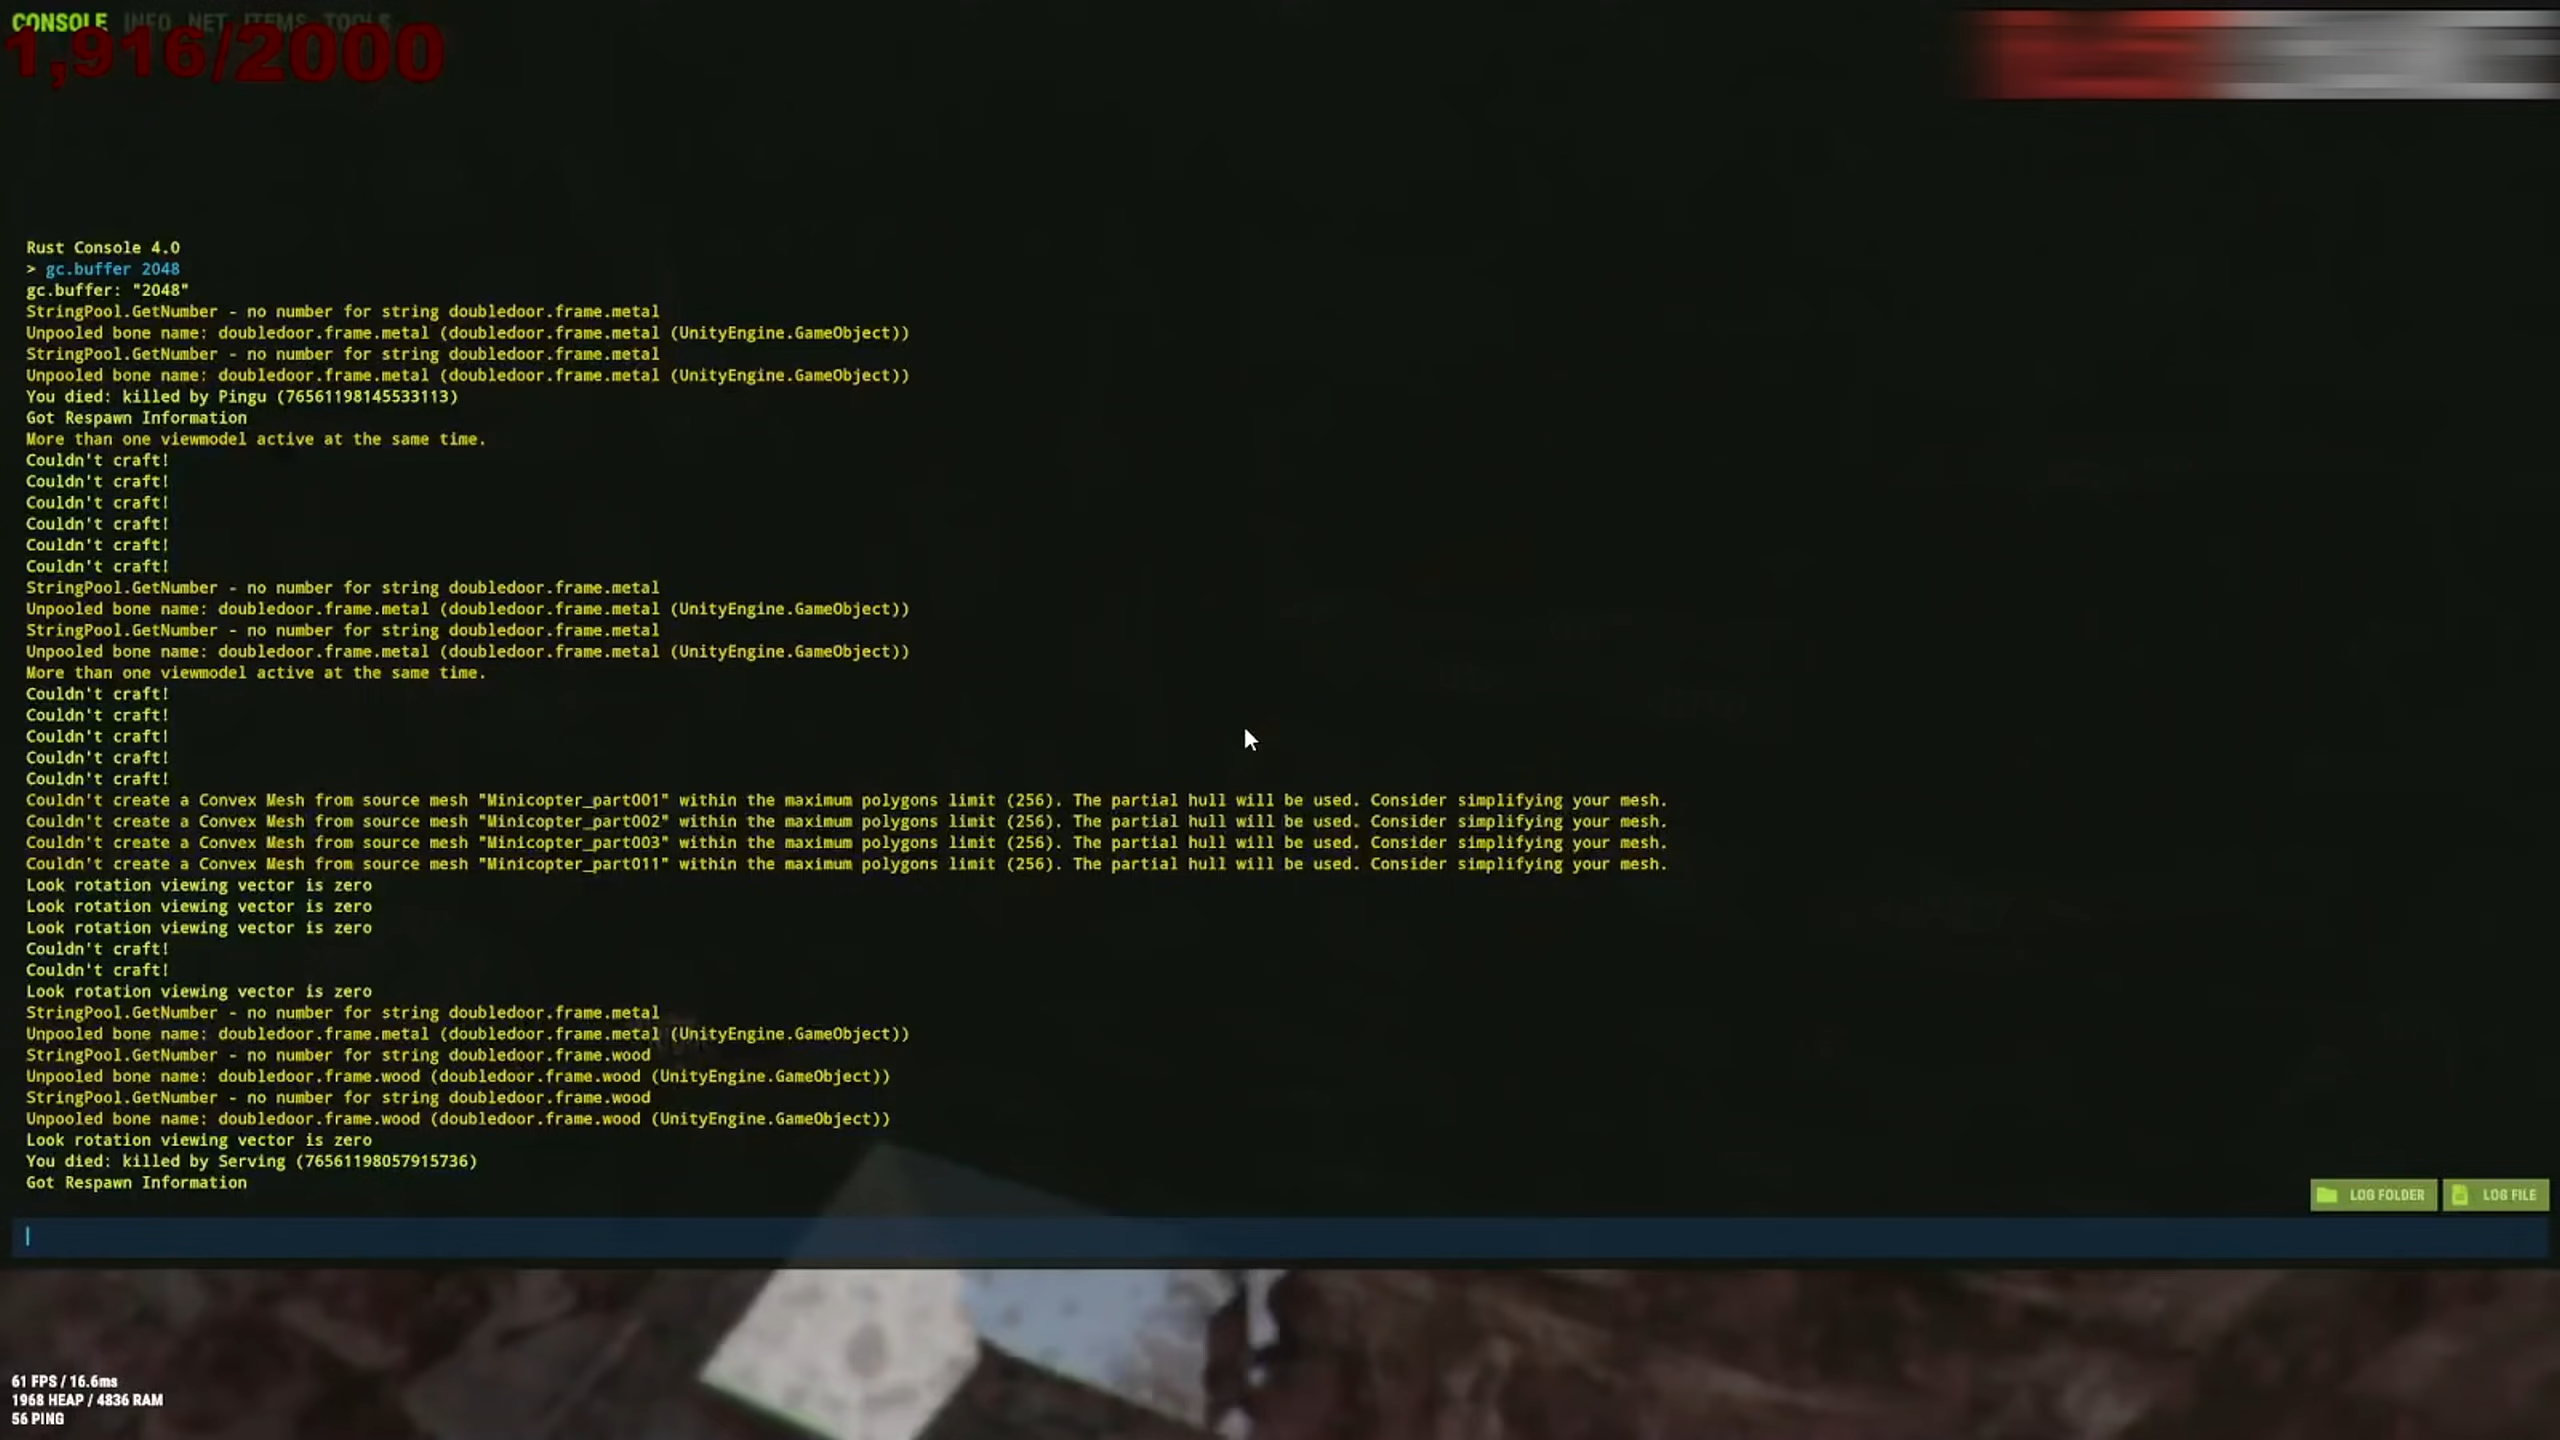 CONSOLE INFO NET ITEMS TOOLS
1,916/2000
Rust Console 4.0
> gc.buffer 2048
gc.buffer: "2048"
StringPool.GetNumber - no number for string doubledoor.frame.metal
Unpooled bone name: doubledoor.frame.metal (doubledoor.frame.metal (UnityEngine.GameObject))
StringPool.GetNumber - no number for string doubledoor.frame.metal
Unpooled bone name: doubledoor.frame.metal (doubledoor.frame.metal (UnityEngine.GameObject))
You died: killed by Pingu (76561198145533113)
Got Respawn Information
More than one viewmodel active at the same time.
Couldn't craft!
Couldn't craft!
Couldn't craft!
Couldn't craft!
Couldn't craft!
Couldn't craft!
StringPool.GetNumber - no number for string doubledoor.frame.metal
Unpooled bone name: doubledoor.frame.metal (doubledoor.frame.metal (UnityEngine.GameObject))
StringPool.GetNumber - no number for string doubledoor.frame.metal
Unpooled bone name: doubledoor.frame.metal (doubledoor.frame.metal (UnityEngine.GameObject))
More than one viewmodel active at the same time.
Couldn't craft!
Couldn't craft!
Couldn't craft!
Couldn't craft!
Couldn't craft!
Couldn't create a Convex Mesh from source mesh "Minicopter_part001" within the maximum polygons limit (256). The partial hull will be used. Consider simplifying your mesh.
Couldn't create a Convex Mesh from source mesh "Minicopter_part002" within the maximum polygons limit (256). The partial hull will be used. Consider simplifying your mesh.
Couldn't create a Convex Mesh from source mesh "Minicopter_part003" within the maximum polygons limit (256). The partial hull will be used. Consider simplifying your mesh.
Couldn't create a Convex Mesh from source mesh "Minicopter_part011" within the maximum polygons limit (256). The partial hull will be used. Consider simplifying your mesh.
Look rotation viewing vector is zero
Look rotation viewing vector is zero
Look rotation viewing vector is zero
Couldn't craft!
Couldn't craft!
Look rotation viewing vector is zero
StringPool.GetNumber - no number for string doubledoor.frame.metal
Unpooled bone name: doubledoor.frame.metal (doubledoor.frame.metal (UnityEngine.GameObject))
StringPool.GetNumber - no number for string doubledoor.frame.wood
Unpooled bone name: doubledoor.frame.wood (doubledoor.frame.wood (UnityEngine.GameObject))
StringPool.GetNumber - no number for string doubledoor.frame.wood
Unpooled bone name: doubledoor.frame.wood (doubledoor.frame.wood (UnityEngine.GameObject))
Look rotation viewing vector is zero
You died: killed by Serving (76561198057915736)
Got Respawn Information
LOG FOLDER LOG FILE
61 FPS / 16.6ms
1968 HEAP / 4836 RAM
56 PING